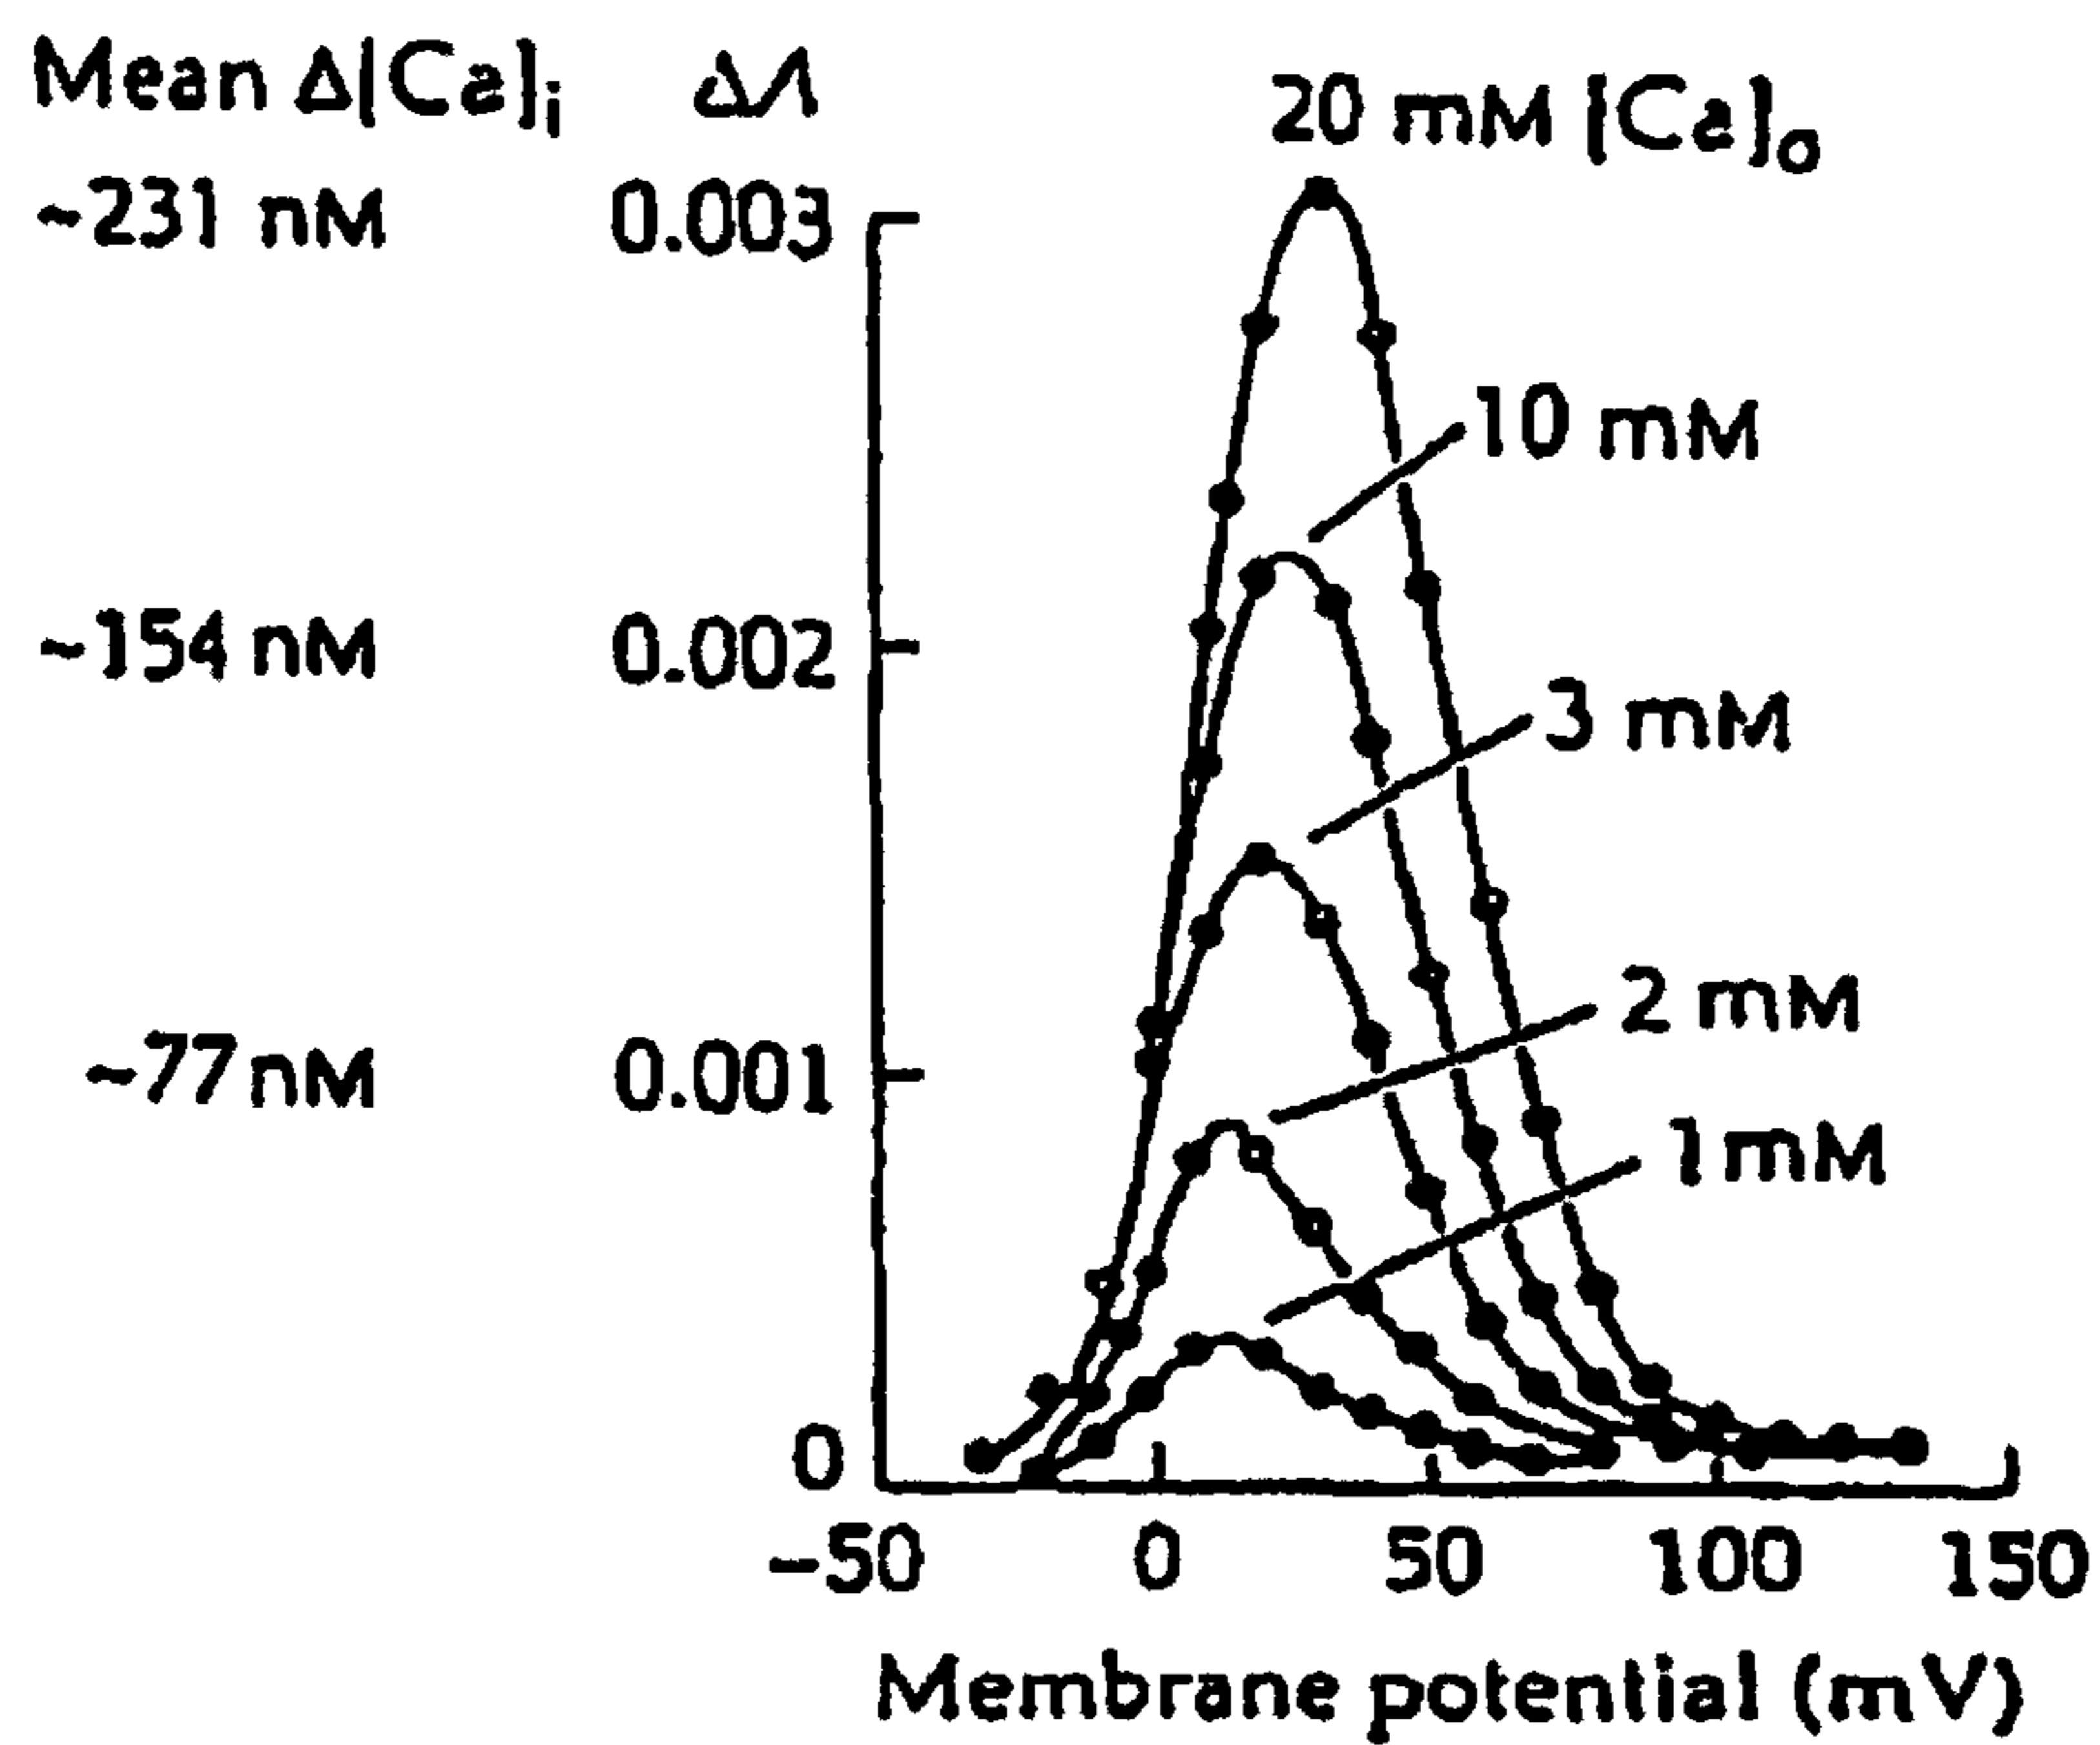 Mean Δ[Ca]i ΔA 20 mM [Ca]o
~231 nM 0.003
10 mM
~154 nM 0.002
3 mM
2 mM
~77 nM 0.001
1 mM
0
-50 0 50 100 150
Membrane potential (mV)